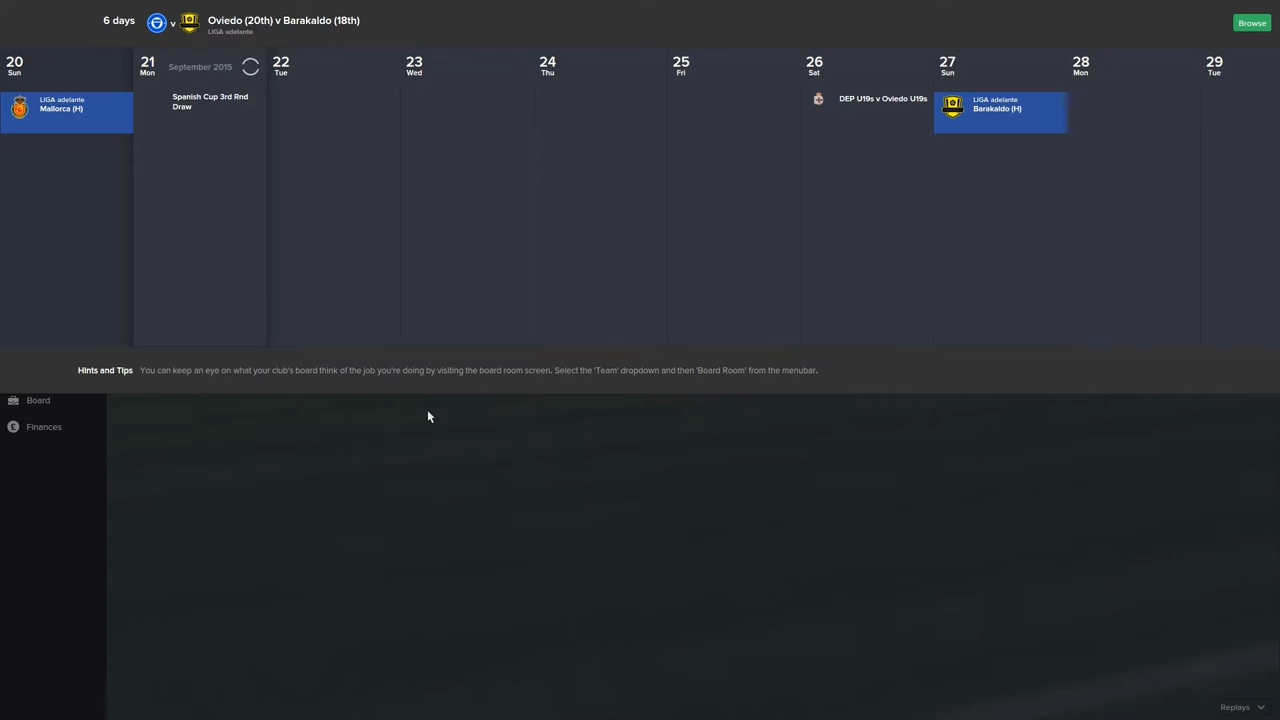 6 days
v
Oviedo (20th) v Barakaldo (18th)
LIGA adelante
Browse
20
Sun
21
Mon
September 2015
22
Tue
23
Wed
24
Thu
25
Fri
26
Sat
27
Sun
28
Mon
29
Tue
LIGA adelante
Mallorca (H)
Spanish Cup 3rd Rnd
Draw
DEP U19s v Oviedo U19s
LIGA adelante
Barakaldo (H)
Hints and Tips
You can keep an eye on what your club's board think of the job you're doing by visiting the board room screen. Select the 'Team' dropdown and then 'Board Room' from the menubar.
Board
Finances
Replays